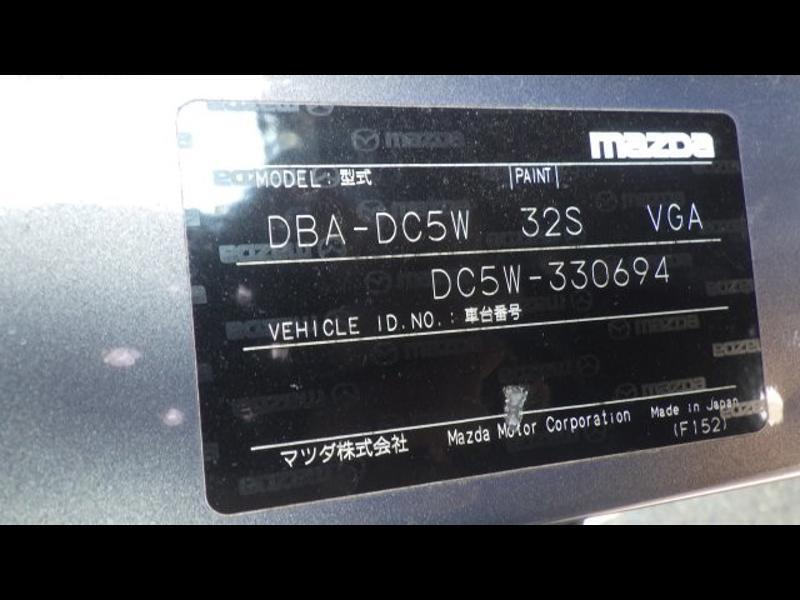 mazda
MODEL : 型式 |PAINT|
DBA-DC5W 32S VGA
DC5W-330694
VEHICLE ID.NO. : 車台番号
マツダ株式会社 Mazda Motor Corporation Made in Japan
(F152)